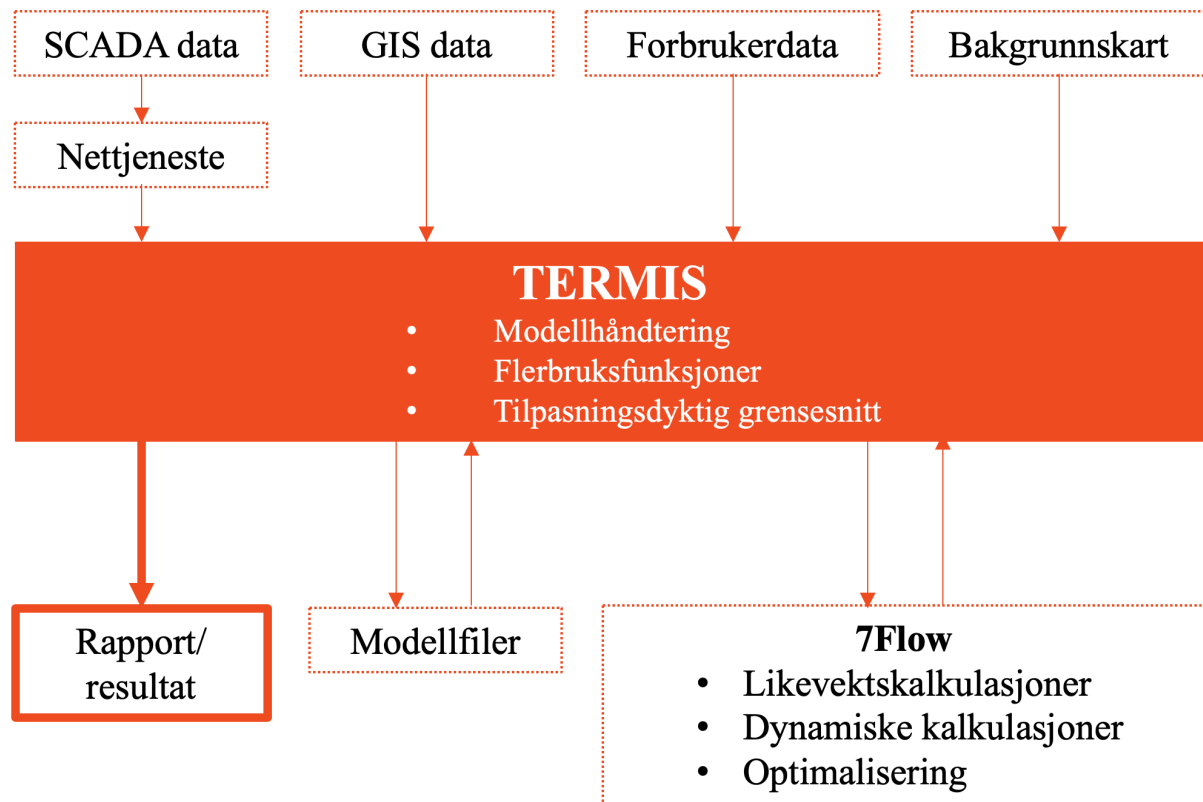 SCADA data
GIS data
Forbrukerdata
Bakgrunnskart
Nettjeneste
TERMIS
• Modellhåndtering
• Flerbruksfunksjoner
• Tilpasningsdyktig grensesnitt
Rapport/
resultat
Modellfiler
7Flow
• Likevektskalkulasjoner
• Dynamiske kalkulasjoner
• Optimalisering